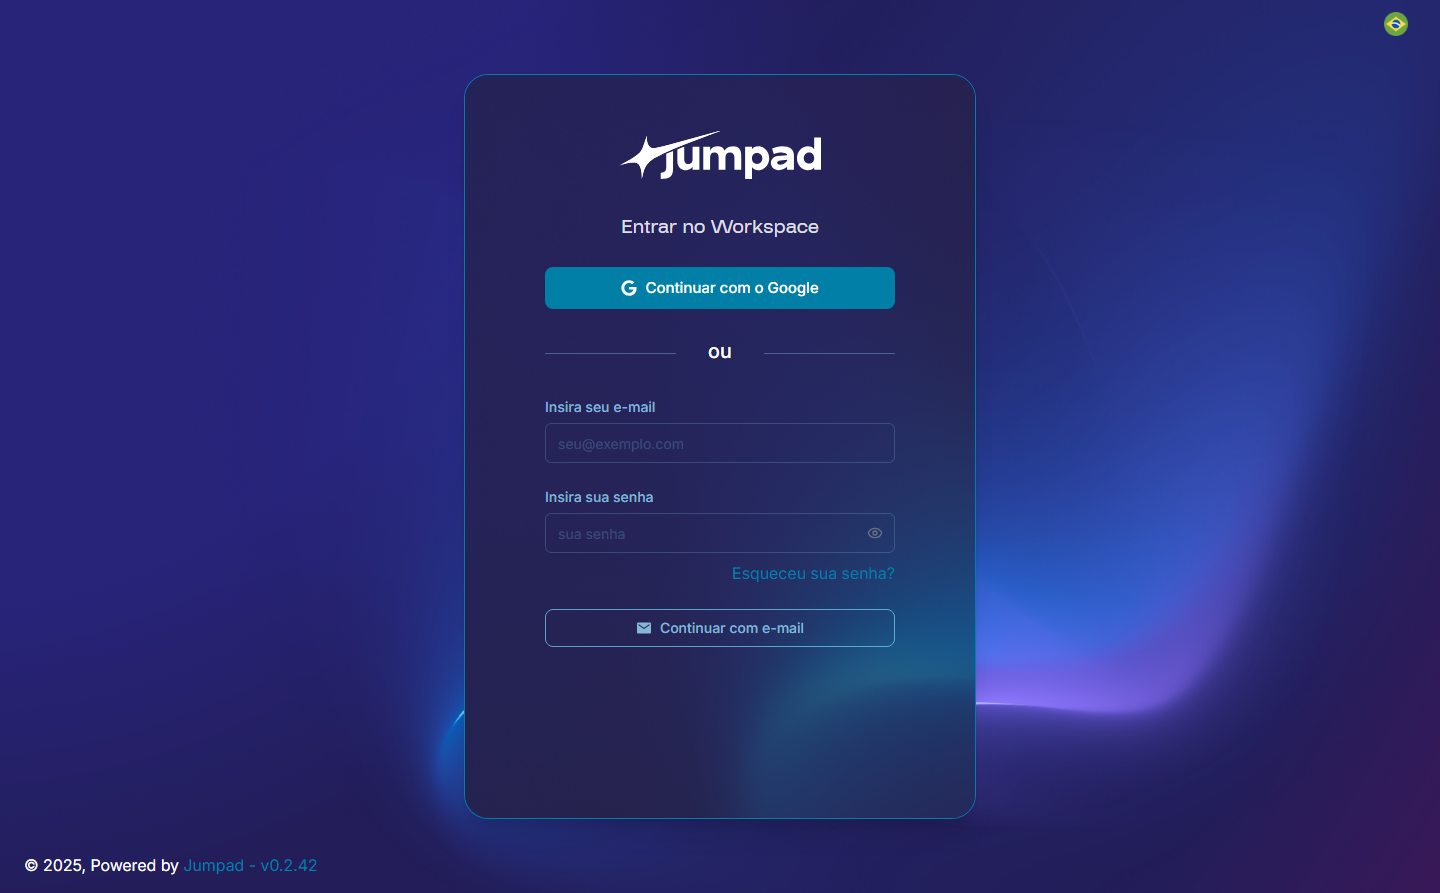 jumpad
Entrar no Workspace
Continuar com o Google
ou
Insira seu e-mail
seu@exemplo.com
Insira sua senha
sua senha
Esqueceu sua senha?
Continuar com e-mail
© 2025, Powered by Jumpad - v0.2.42